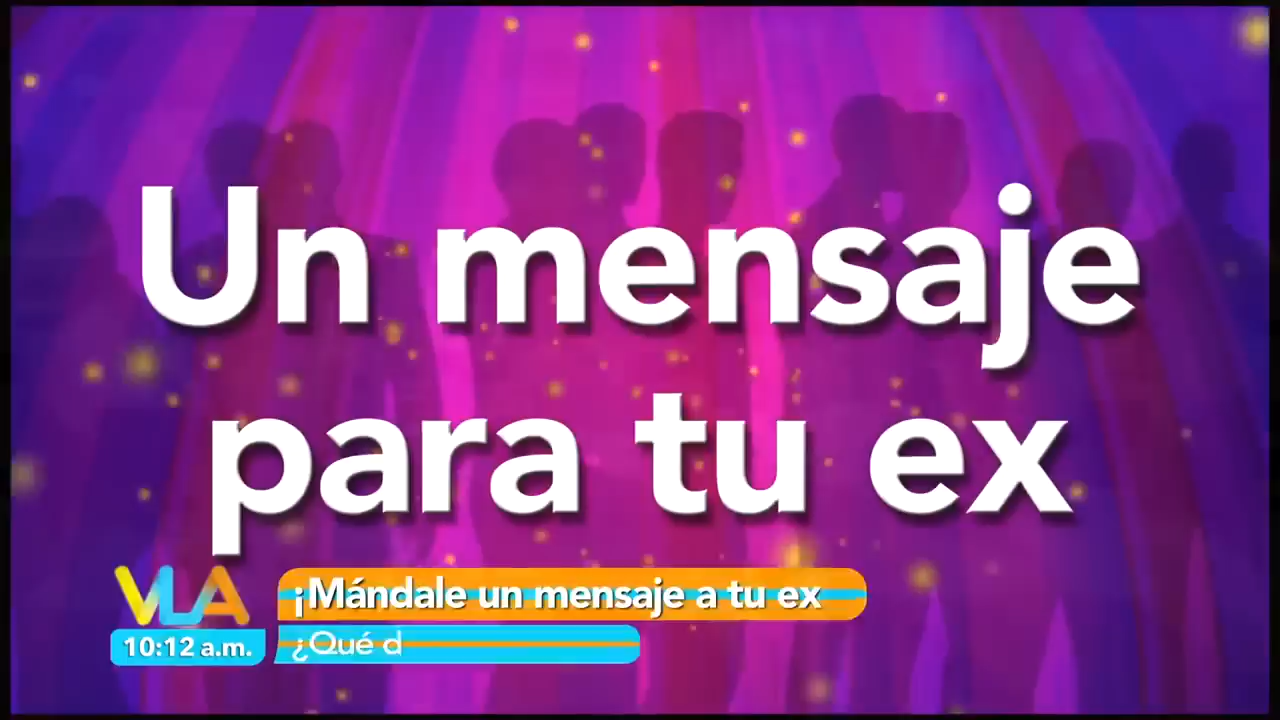 Un mensaje
para tu ex
VLA
¡Mándale un mensaje a tu ex
10:12 a.m.
¿Qué d